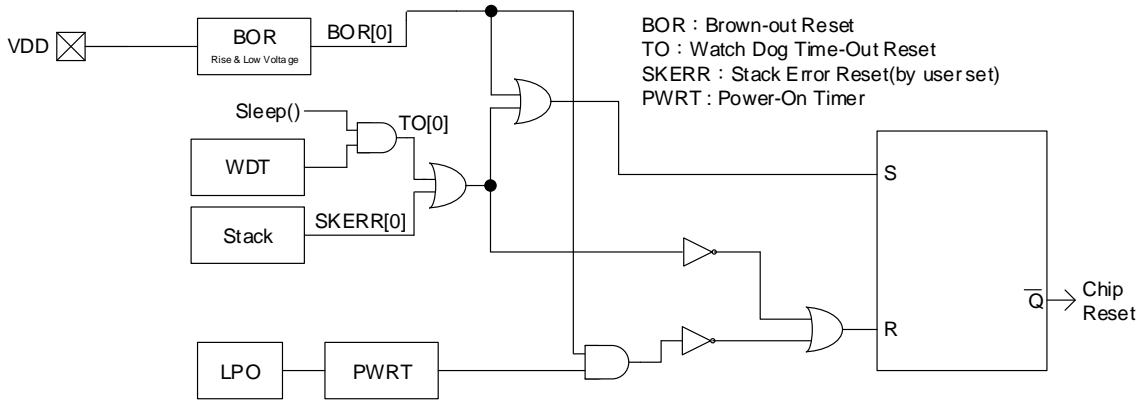 VDD
BOR
Rise & Low Voltage
BOR[0]
BOR：Brown-out Reset
TO：Watch Dog Time-Out Reset
SKERR：Stack Error Reset(by user set)
PWRT : Power-On Timer
Sleep()
TO[0]
WDT
SKERR[0]
Stack
S
Q
Chip
Reset
R
LPO
PWRT